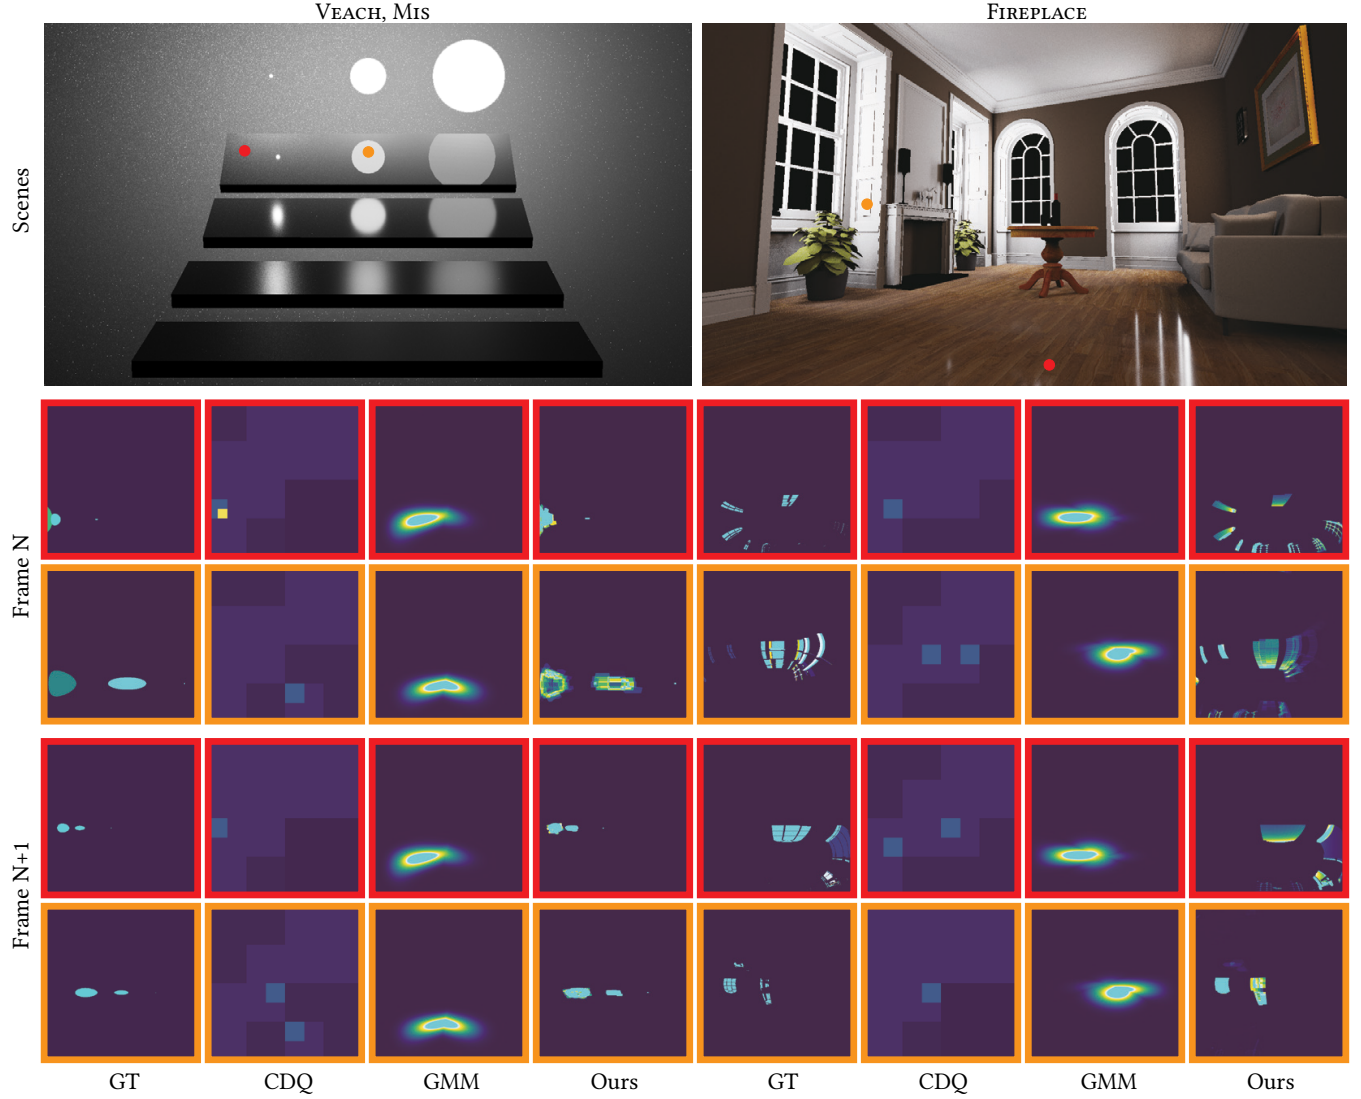 VEACH, MIS
FIREPLACE
Scenes
Frame N
Frame N+1
GT CDQ GMM Ours GT CDQ GMM Ours